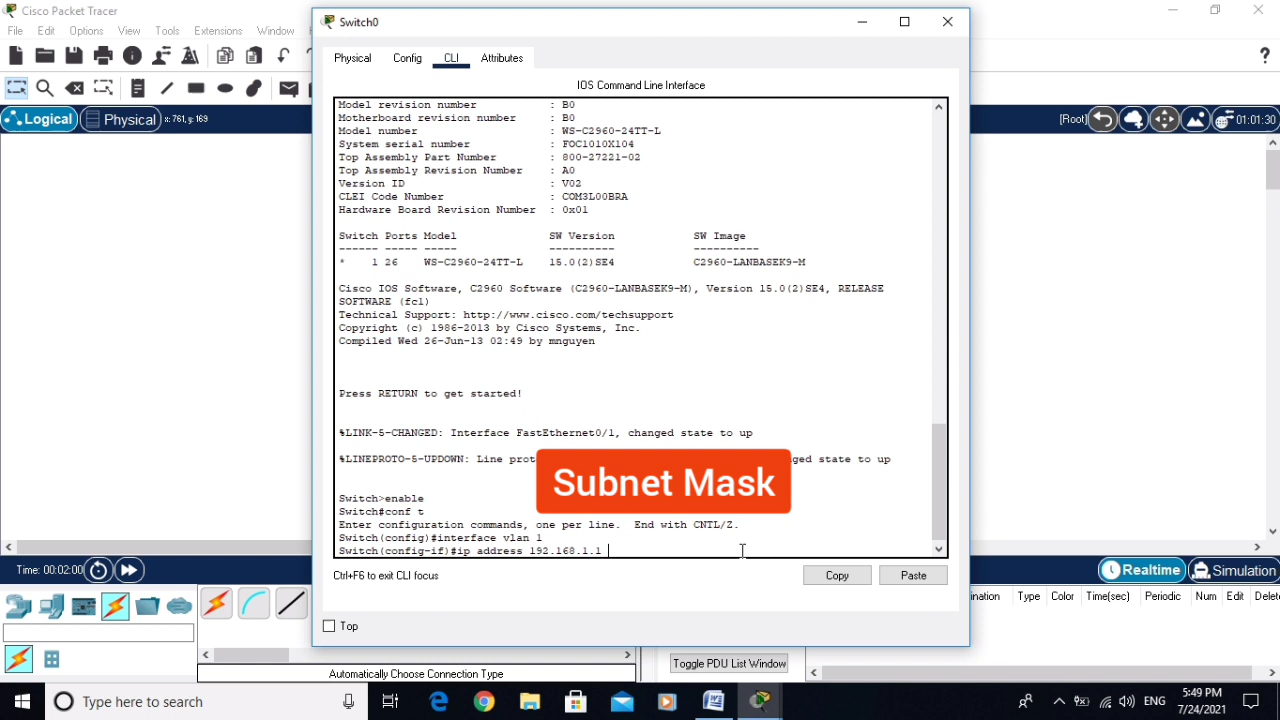 Cisco Packet Tracer
File Edit Options View Tools Extensions Window
Logical Physical x: 761, y: 169
[Root] 01:01:30
Switch0
Physical Config CLI Attributes
IOS Command Line Interface
Model revision number : B0
Motherboard revision number : B0
Model number : WS-C2960-24TT-L
System serial number : FOC1010X104
Top Assembly Part Number : 800-27221-02
Top Assembly Revision Number : A0
Version ID : V02
CLEI Code Number : COM3L00BRA
Hardware Board Revision Number : 0x01
Switch Ports Model SW Version SW Image
------ ----- ----- ---------- ----------
* 1 26 WS-C2960-24TT-L 15.0(2)SE4 C2960-LANBASEK9-M
Cisco IOS Software, C2960 Software (C2960-LANBASEK9-M), Version 15.0(2)SE4, RELEASE
SOFTWARE (fc1)
Technical Support: http://www.cisco.com/techsupport
Copyright (c) 1986-2013 by Cisco Systems, Inc.
Compiled Wed 26-Jun-13 02:49 by mnguyen
Press RETURN to get started!
%LINK-5-CHANGED: Interface FastEthernet0/1, changed state to up
%LINEPROTO-5-UPDOWN: Line prot nged state to up
Subnet Mask
Switch>enable
Switch#conf t
Enter configuration commands, one per line. End with CNTL/Z.
Switch(config)#interface vlan 1
Switch(config-if)#ip address 192.168.1.1
Ctrl+F6 to exit CLI focus
Copy Paste
Top
Time: 00:02:00
Realtime Simulation
ination Type Color Time(sec) Periodic Num Edit Delete
Automatically Choose Connection Type
Toggle PDU List Window
Type here to search
ENG
5:49 PM
7/24/2021